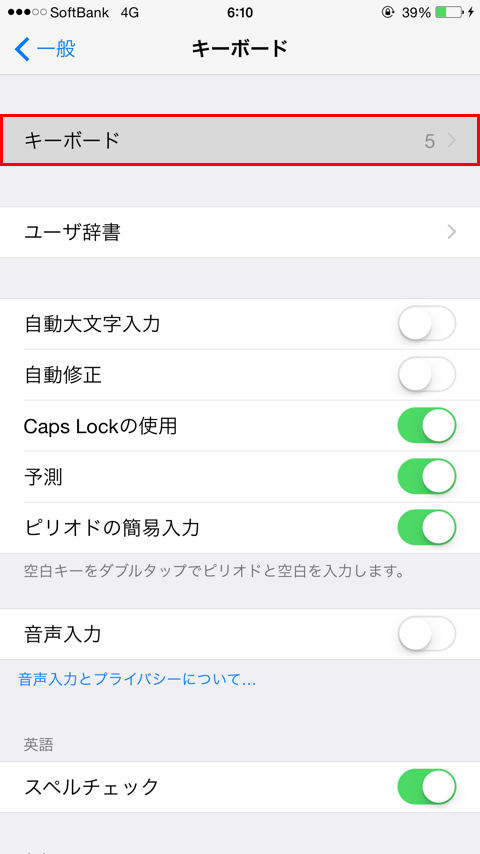 SoftBank 4G 6:10 39%
一般 キーボード
キーボード 5
ユーザ辞書
自動大文字入力
自動修正
Caps Lockの使用
予測
ピリオドの簡易入力
空白キーをダブルタップでピリオドと空白を入力します。
音声入力
音声入力とプライバシーについて...
英語
スペルチェック